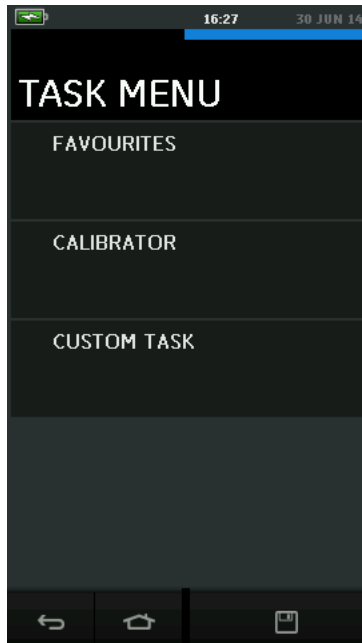 16:27 30 JUN 14
TASK MENU
FAVOURITES
CALIBRATOR
CUSTOM TASK